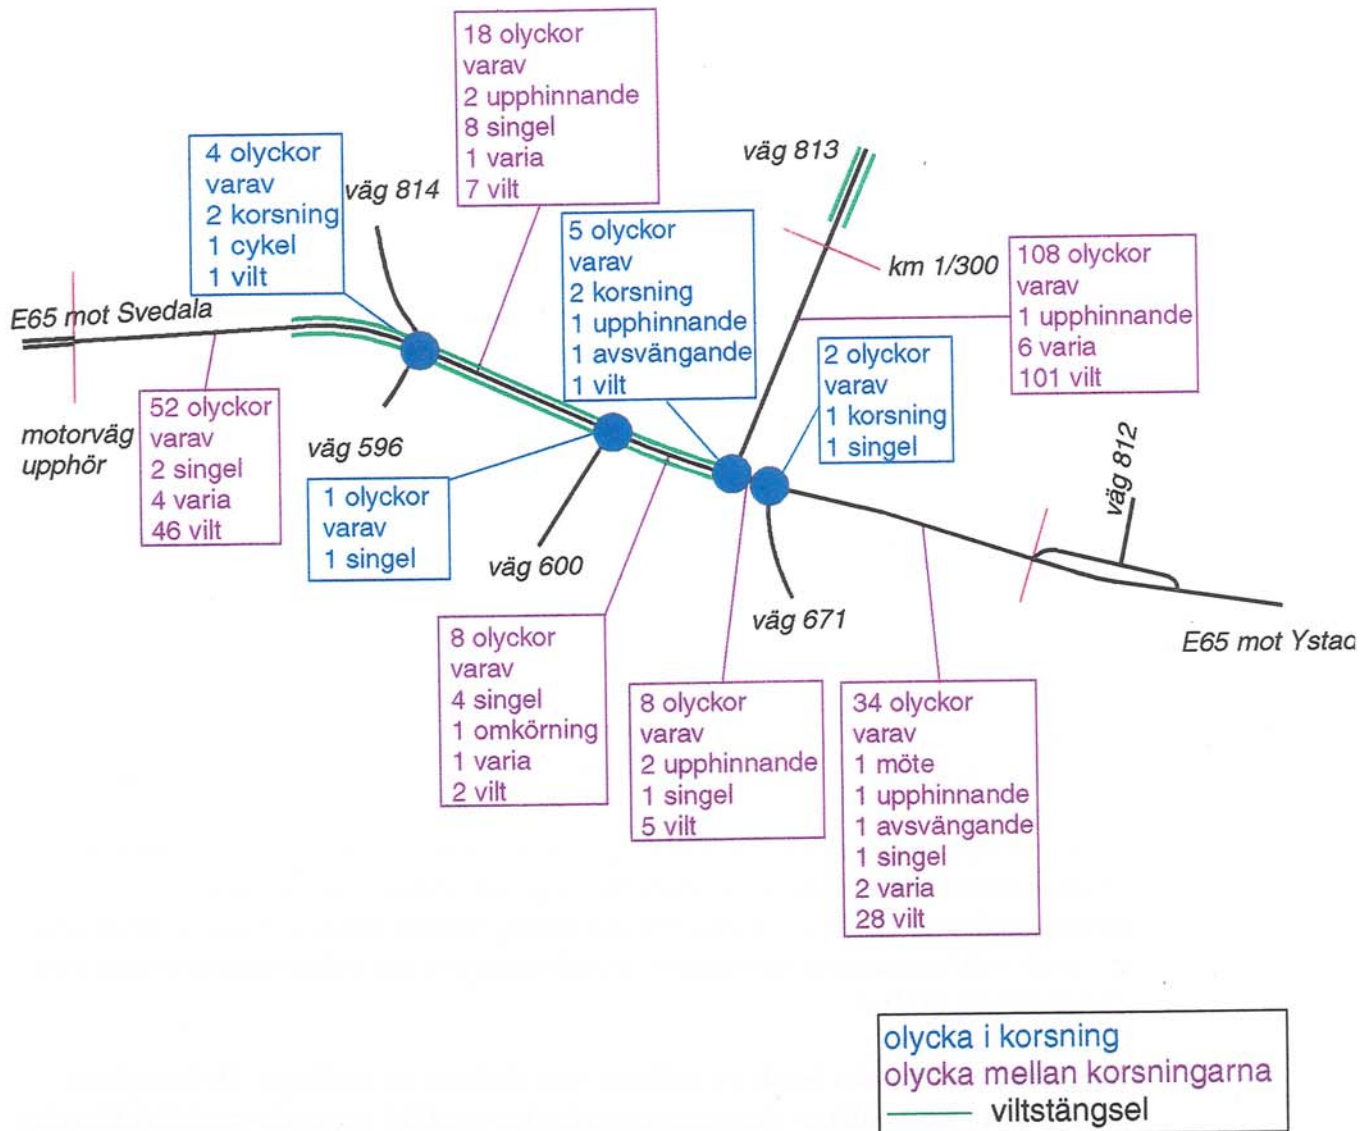 18 olyckor
varav
2 upphinnande
8 singel
1 varia
7 vilt
4 olyckor
varav
2 korsning
1 cykel
1 vilt
väg 814
väg 813
5 olyckor
varav
2 korsning
1 upphinnande
1 avsvängande
1 vilt
km 1/300
108 olyckor
varav
1 upphinnande
6 varia
101 vilt
E65 mot Svedala
2 olyckor
varav
1 korsning
1 singel
52 olyckor
varav
2 singel
4 varia
46 vilt
motorväg
upphör
väg 596
väg 812
1 olyckor
varav
1 singel
väg 600
väg 671
E65 mot Ystad
8 olyckor
varav
4 singel
1 omkörning
1 varia
2 vilt
8 olyckor
varav
2 upphinnande
1 singel
5 vilt
34 olyckor
varav
1 möte
1 upphinnande
1 avsvängande
1 singel
2 varia
28 vilt
olycka i korsning
olycka mellan korsningarna
viltstängsel